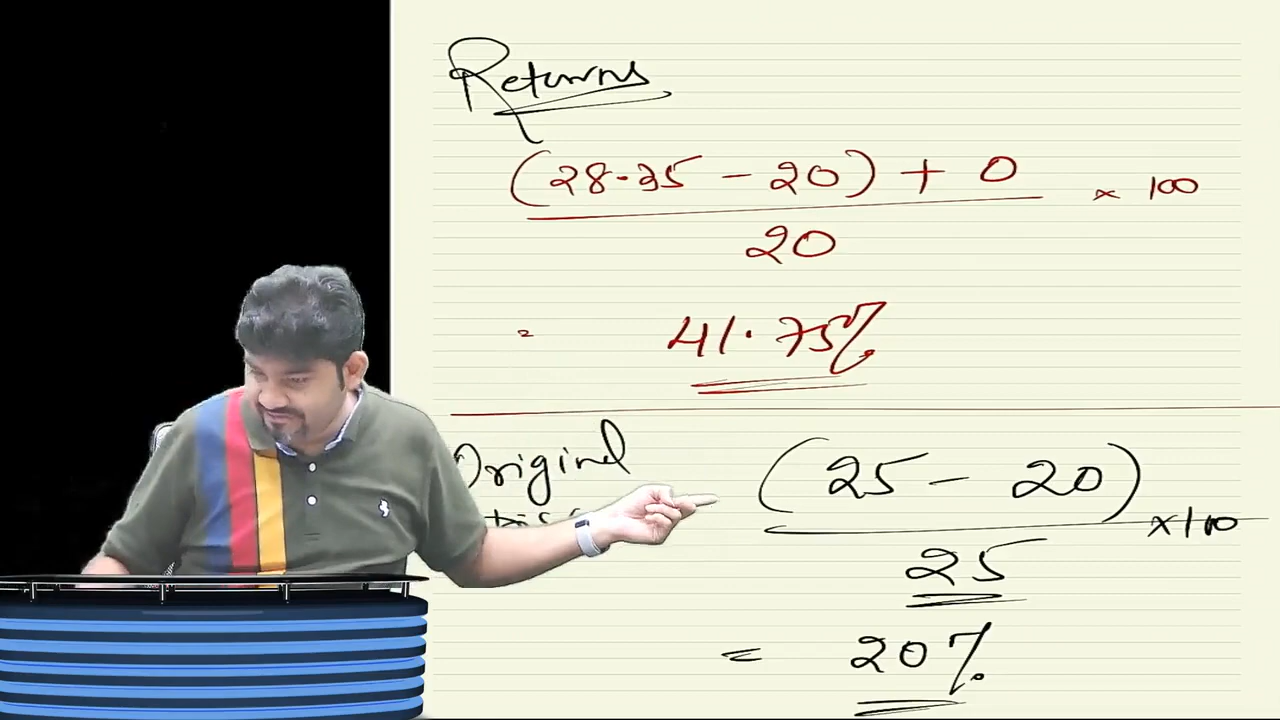 Returns
(28.35 - 20) + 0 × 100
20
= 41.75%
Original (25 - 20) ×100
25
= 20%